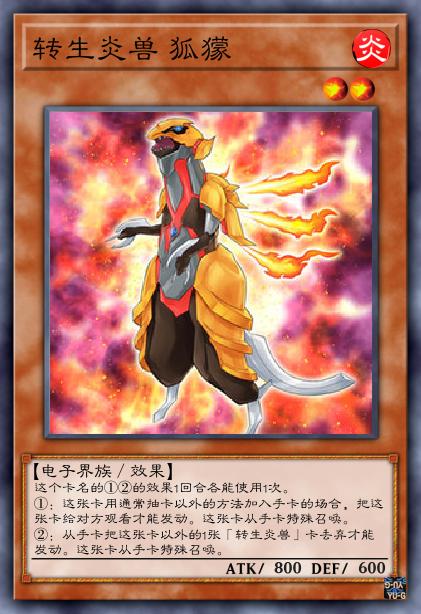 转生炎兽 狐獴
炎
【电子界族／效果】
这个卡名的①②的效果1回合各能使用1次。
①：这张卡用通常抽卡以外的方法加入手卡的场合，把这
张卡给对方观看才能发动。这张卡从手卡特殊召唤。
②：从手卡把这张卡以外的1张「转生炎兽」卡丢弃才能
发动。这张卡从手卡特殊召唤。
ATK/ 800 DEF/ 600